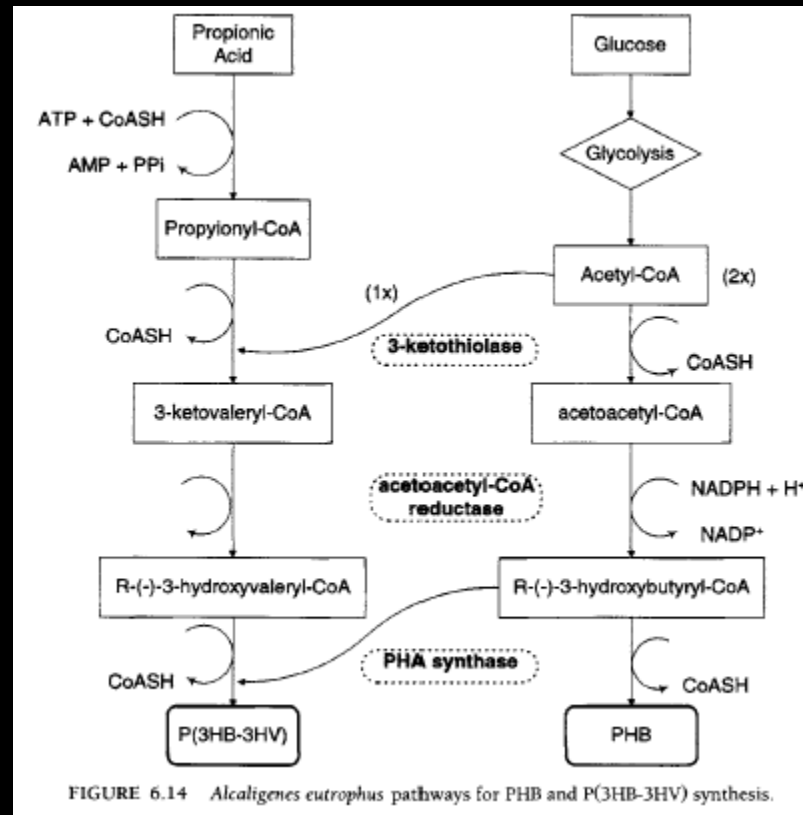 Propionic
Acid
Glucose
ATP + CoASH
AMP + PPi
Glycolysis
Propyionyl-CoA
Acetyl-CoA
(2x)
(1x)
CoASH
3-ketothiolase
CoASH
3-ketovaleryl-CoA
acetoacetyl-CoA
acetoacetyl-CoA
reductase
NADPH + H+
NADP+
R-(-)-3-hydroxyvaleryl-CoA
R-(-)-3-hydroxybutyryl-CoA
CoASH
PHA synthase
CoASH
P(3HB-3HV)
PHB
FIGURE 6.14 Alcaligenes eutrophus pathways for PHB and P(3HB-3HV) synthesis.